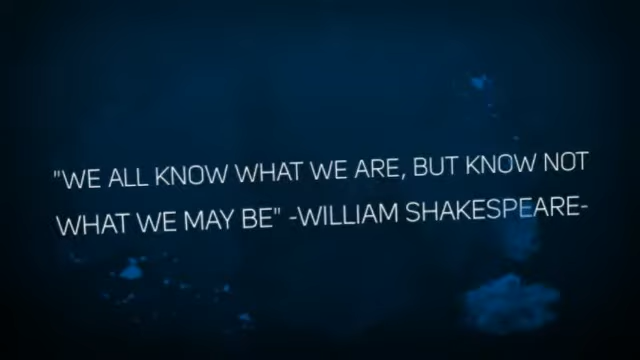 "WE ALL KNOW WHAT WE ARE, BUT KNOW NOT
WHAT WE MAY BE" -WILLIAM SHAKESPEARE-